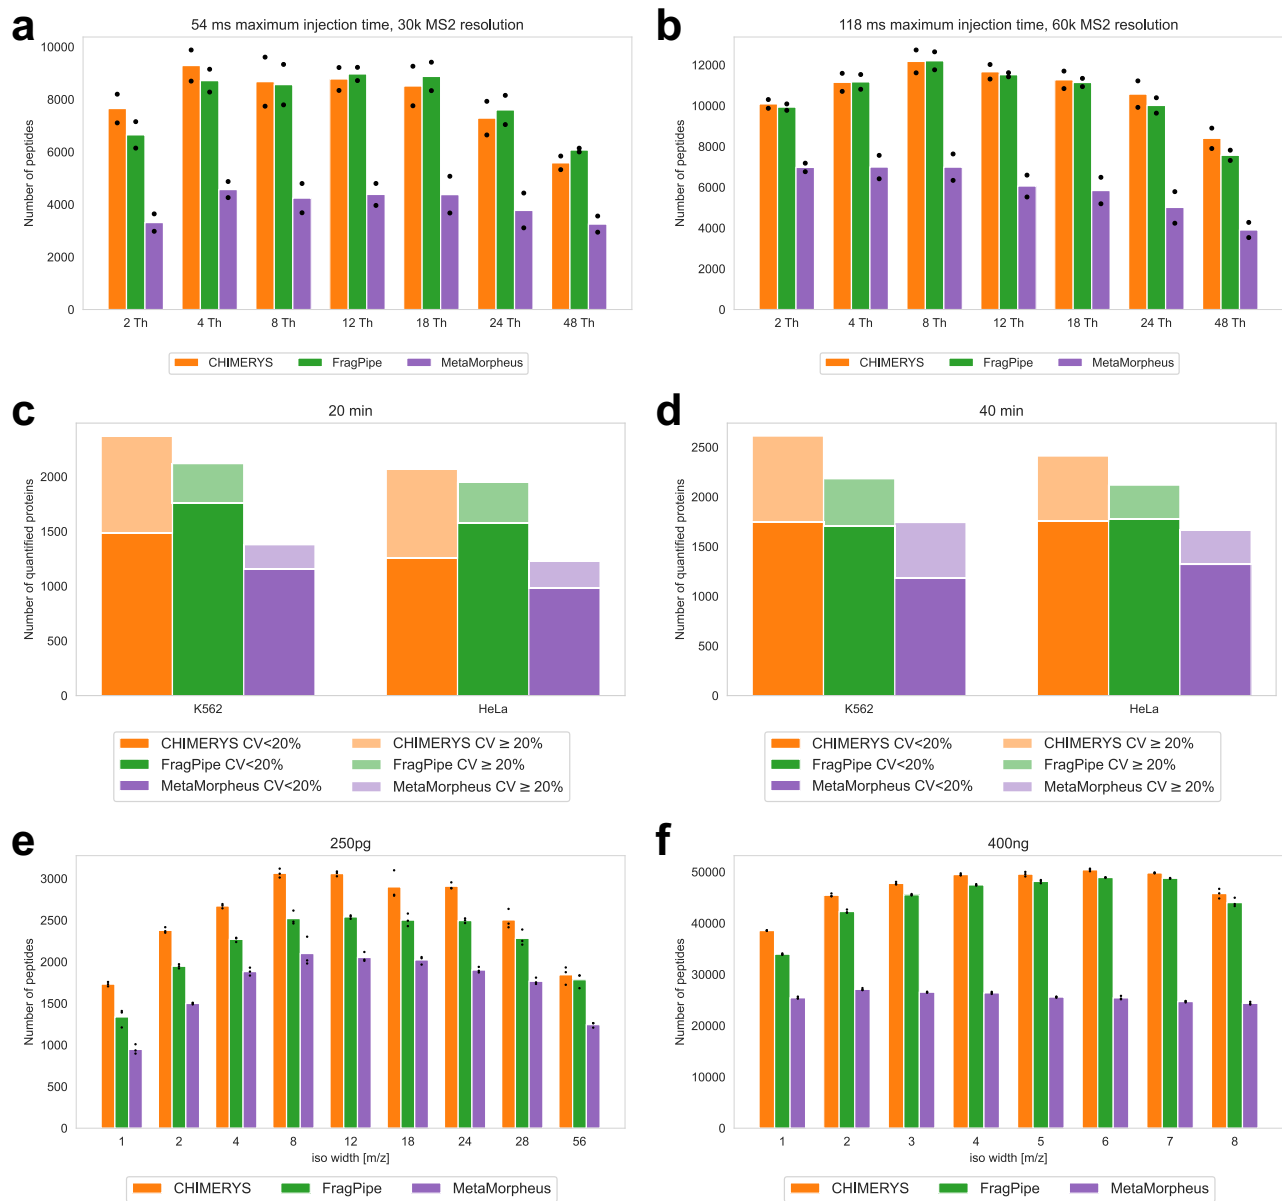 a
54 ms maximum injection time, 30k MS2 resolution
Number of peptides
10000
8000
6000
4000
2000
0
2 Th 4 Th 8 Th 12 Th 18 Th 24 Th 48 Th
CHIMERYS FragPipe MetaMorpheus
b
118 ms maximum injection time, 60k MS2 resolution
Number of peptides
12000
10000
8000
6000
4000
2000
0
2 Th 4 Th 8 Th 12 Th 18 Th 24 Th 48 Th
CHIMERYS FragPipe MetaMorpheus
c
20 min
Number of quantified proteins
2000
1500
1000
500
0
K562 HeLa
CHIMERYS CV<20% CHIMERYS CV ≥ 20%
FragPipe CV<20% FragPipe CV ≥ 20%
MetaMorpheus CV<20% MetaMorpheus CV ≥ 20%
d
40 min
Number of quantified proteins
2500
2000
1500
1000
500
0
K562 HeLa
CHIMERYS CV<20% CHIMERYS CV ≥ 20%
FragPipe CV<20% FragPipe CV ≥ 20%
MetaMorpheus CV<20% MetaMorpheus CV ≥ 20%
e
250pg
Number of peptides
3000
2500
2000
1500
1000
500
0
1 2 4 8 12 18 24 28 56
iso width [m/z]
CHIMERYS FragPipe MetaMorpheus
f
400ng
Number of peptides
50000
40000
30000
20000
10000
0
1 2 3 4 5 6 7 8
iso width [m/z]
CHIMERYS FragPipe MetaMorpheus